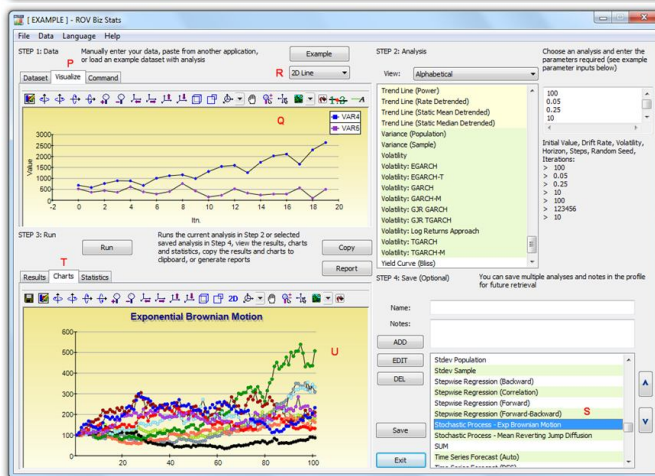 [ EXAMPLE ] - ROV Biz Stats
File Data Language Help
STEP 1: Data
Manually enter your data, paste from another application,
or load an example dataset with analysis
P
Example
R
2D Line
Dataset Visualize Command
Q
VAR4
VAR5
Value
3000
2500
2000
1500
1000
600
0
-2 0 2 4 6 8 10 12 14 16 18 20
Itn.
STEP 3: Run
Run
Runs the current analysis in Step 2 or selected
saved analysis in Step 4, view the results, charts
and statistics, copy the results and charts to
clipboard, or generate reports
Copy
Report
T
Results Charts Statistics
2D
Exponential Brownian Motion
U
600
500
400
300
200
100
0
20 40 60 80 100
STEP 2: Analysis
View: Alphabetical
Trend Line (Power)
Trend Line (Rate Detrended)
Trend Line (Static Mean Detrended)
Trend Line (Static Median Detrended)
Variance (Population)
Variance (Sample)
Volatility
Volatility: EGARCH
Volatility: EGARCH-T
Volatility: GARCH
Volatility: GARCH-M
Volatility: GJR GARCH
Volatility: GJR TGARCH
Volatility: Log Returns Approach
Volatility: TGARCH
Volatility: TGARCH-M
Yield Curve (Bliss)
Choose an analysis and enter the
parameters required (see example
parameter inputs below)
100
0.05
0.25
10
Initial Value, Drift Rate, Volatility,
Horizon, Steps, Random Seed,
Iterations:
> 100
> 0.05
> 0.25
> 10
> 100
> 123456
> 10
STEP 4: Save (Optional)
You can save multiple analyses and notes in the profile
for future retrieval
Name:
Notes:
ADD
EDIT
DEL
Save
Exit
Stdev Population
Stdev Sample
Stepwise Regression (Backward)
Stepwise Regression (Correlation)
Stepwise Regression (Forward)
Stepwise Regression (Forward-Backward)
S
Stochastic Process - Exp Brownian Motion
Stochastic Process - Mean Reverting Jump Diffusion
SUM
Time Series Forecast (Auto)